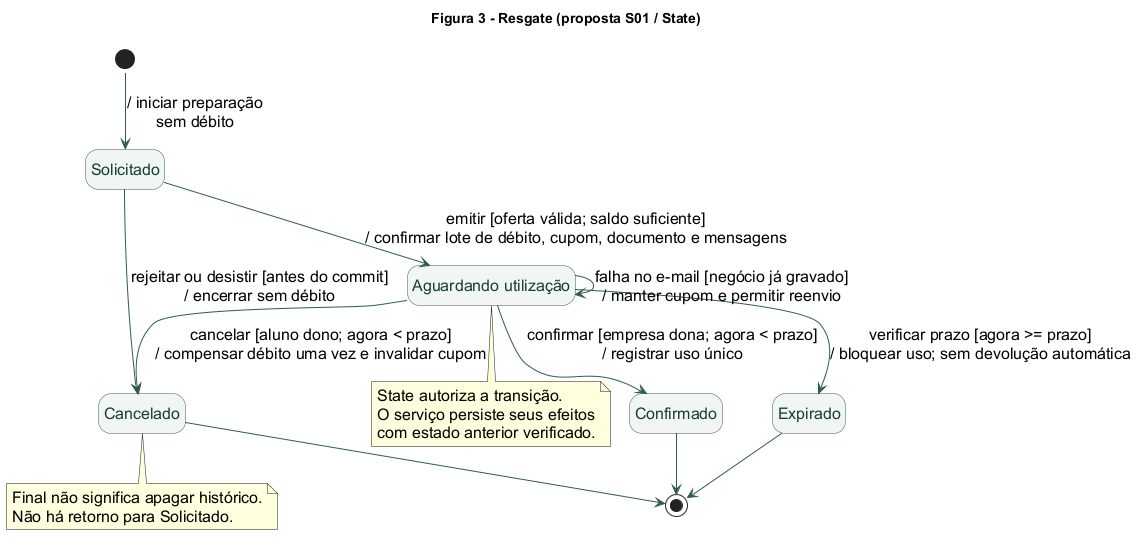 Figura 3 - Resgate (proposta S01 / State)
/ iniciar preparação
sem débito
Solicitado
emitir [oferta válida; saldo suficiente]
/ confirmar lote de débito, cupom, documento e mensagens
rejeitar ou desistir [antes do commit]
/ encerrar sem débito
Aguardando utilização
falha no e-mail [negócio já gravado]
/ manter cupom e permitir reenvio
cancelar [aluno dono; agora < prazo]
/ compensar débito uma vez e invalidar cupom
confirmar [empresa dona; agora < prazo]
/ registrar uso único
verificar prazo [agora >= prazo]
/ bloquear uso; sem devolução automática
State autoriza a transição.
O serviço persiste seus efeitos
com estado anterior verificado.
Cancelado
Confirmado
Expirado
Final não significa apagar histórico.
Não há retorno para Solicitado.